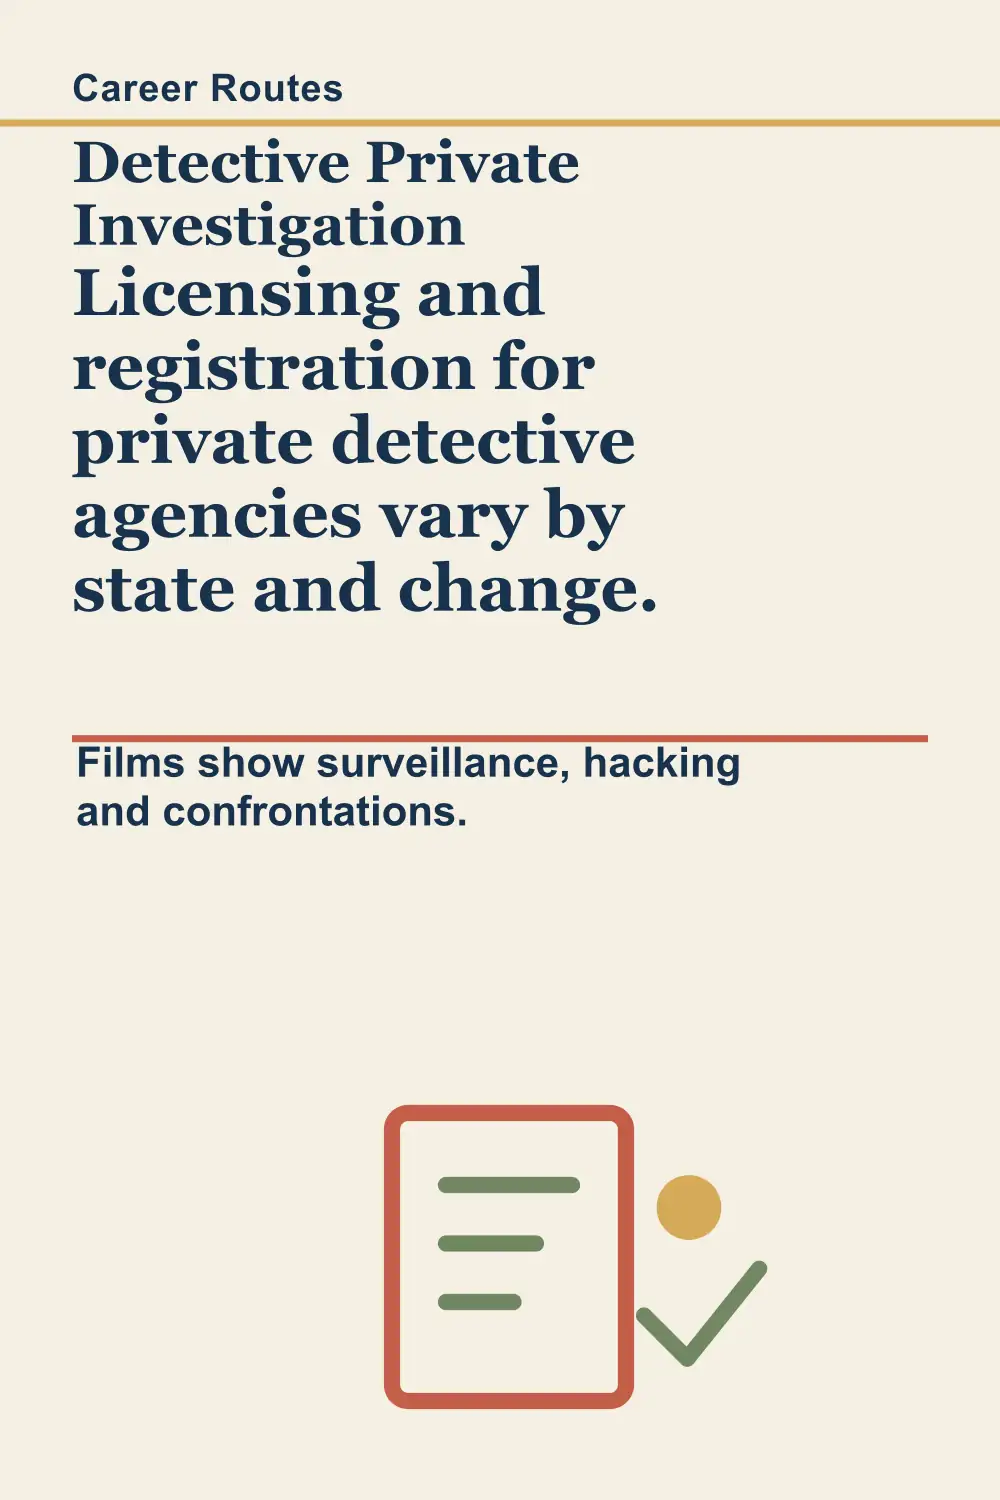 Career Routes
Detective Private
Investigation
Licensing and
registration for
private detective
agencies vary by
state and change.
Films show surveillance, hacking
and confrontations.